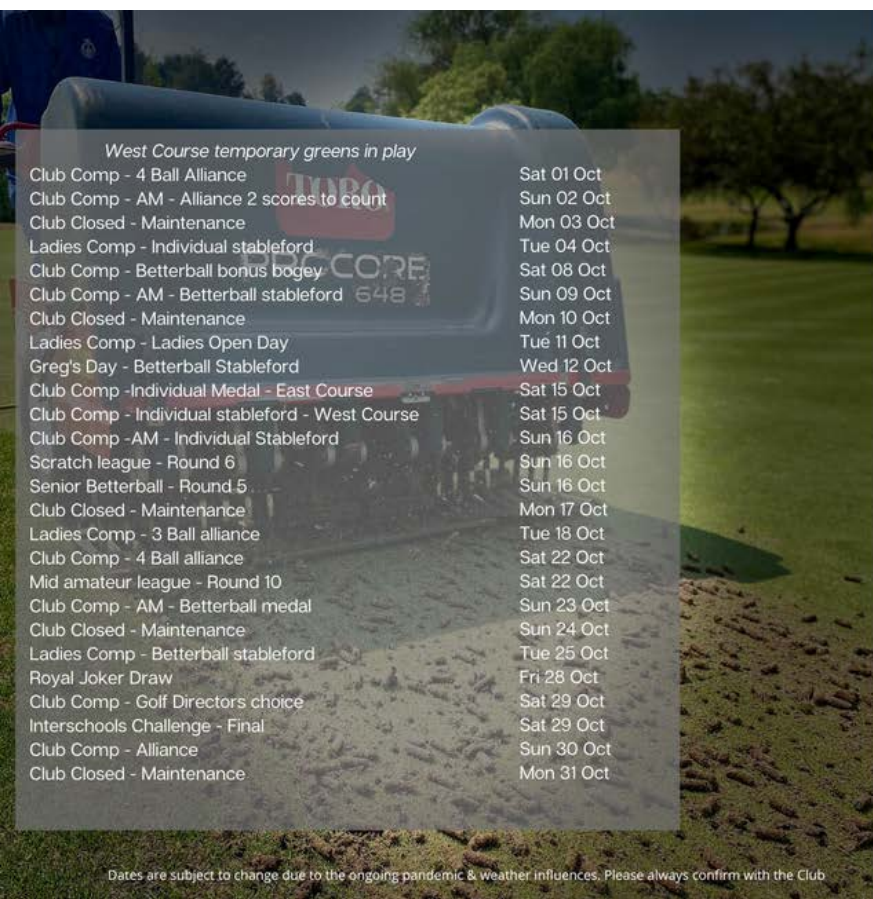 West Course temporary greens in play
Club Comp - 4 Ball Alliance Sat 01 Oct
Club Comp - AM - Alliance 2 scores to count Sun 02 Oct
Club Closed - Maintenance Mon 03 Oct
Ladies Comp - Individual stableford Tue 04 Oct
Club Comp - Betterball bonus bogey Sat 08 Oct
Club Comp - AM - Betterball stableford Sun 09 Oct
Club Closed - Maintenance Mon 10 Oct
Ladies Comp - Ladies Open Day Tue 11 Oct
Greg's Day - Betterball Stableford Wed 12 Oct
Club Comp -Individual Medal - East Course Sat 15 Oct
Club Comp - Individual stableford - West Course Sat 15 Oct
Club Comp -AM - Individual Stableford Sun 16 Oct
Scratch league - Round 6 Sun 16 Oct
Senior Betterball - Round 5 Sun 16 Oct
Club Closed - Maintenance Mon 17 Oct
Ladies Comp - 3 Ball alliance Tue 18 Oct
Club Comp - 4 Ball alliance Sat 22 Oct
Mid amateur league - Round 10 Sat 22 Oct
Club Comp - AM - Betterball medal Sun 23 Oct
Club Closed - Maintenance Sun 24 Oct
Ladies Comp - Betterball stableford Tue 25 Oct
Royal Joker Draw Fri 28 Oct
Club Comp - Golf Directors choice Sat 29 Oct
Interschools Challenge - Final Sat 29 Oct
Club Comp - Alliance Sun 30 Oct
Club Closed - Maintenance Mon 31 Oct
TORO
PROCORE
648
Dates are subject to change due to the ongoing pandemic & weather influences. Please always confirm with the Club